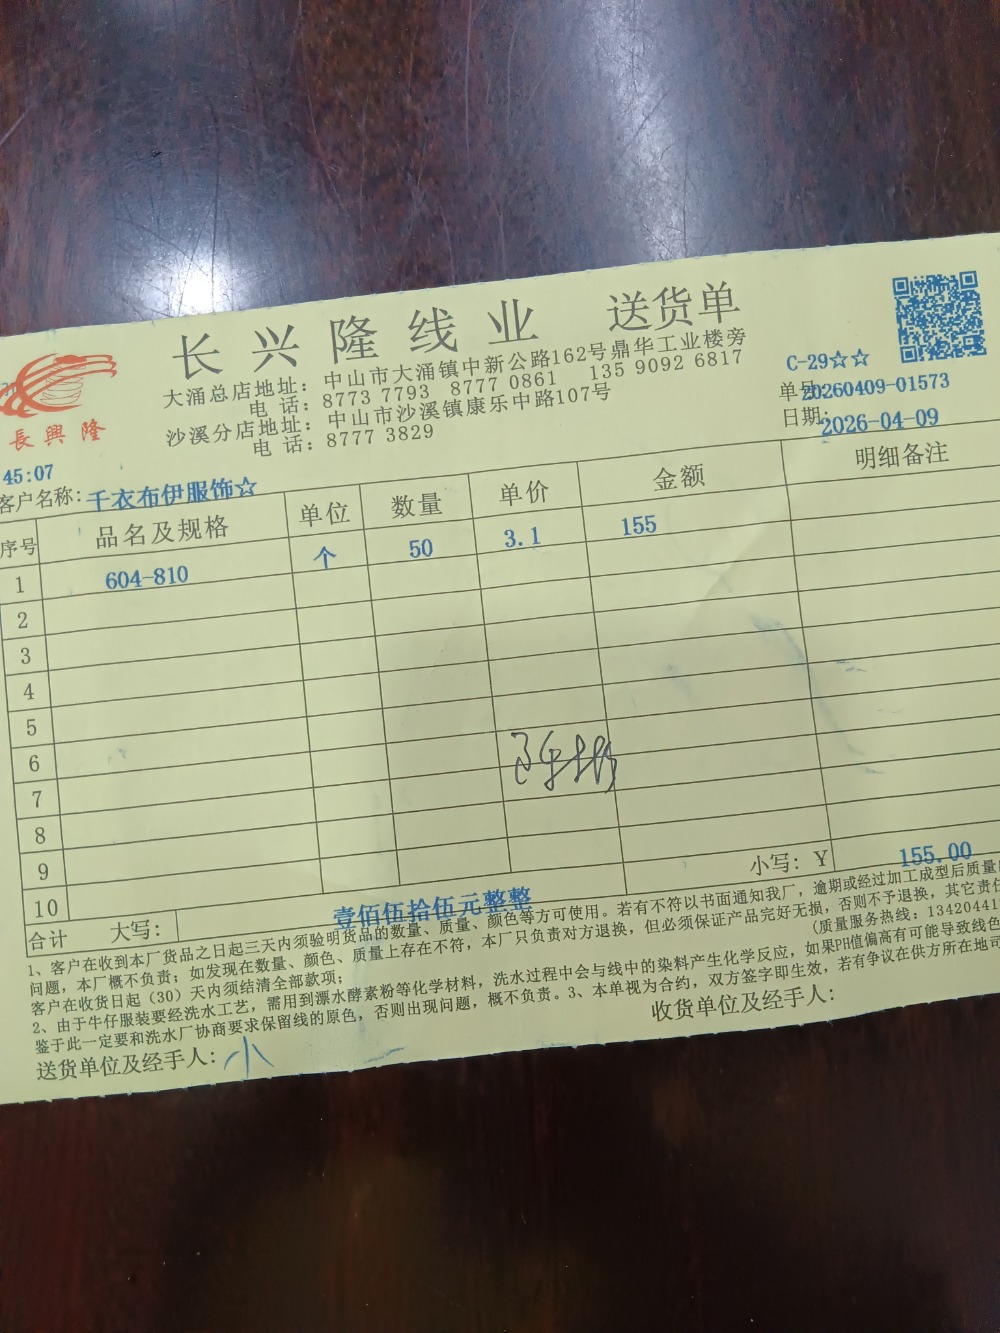 长兴隆线业 送货单
大涌总店地址：中山市大涌镇中新公路162号鼎华工业楼旁
电 话：8773 7793 8777 0861 135 9092 6817
沙溪分店地址：中山市沙溪镇康乐中路107号
电 话：8777 3829
長興隆
C-29☆☆
单号：20260409-01573
日期：2026-04-09
45:07
客户名称：千衣布伊服饰☆
序号 品名及规格 单位 数量 单价 金额 明细备注
1 604-810 个 50 3.1 155
2
3
4
5
6
7
8
9
10
小写：￥ 155.00
合计 大写： 壹佰伍拾伍元整整
1、客户在收到本厂货品之日起三天内须验明货品的数量、质量、颜色等方可使用。若有不符以书面通知我厂，逾期或经过加工成型后质量
问题，本厂概不负责；如发现在数量、颜色、质量上存在不符，本厂只负责对方退换，但必须保证产品完好无损，否则不予退换，其它责任
客户在收货日起（30）天内须结清全部款项；
（质量服务热线：13420441
2、由于牛仔服装要经洗水工艺，需用到漂水酵素粉等化学材料，洗水过程中会与线中的染料产生化学反应，如果PH值偏高有可能导致线色
鉴于此一定要和洗水厂协商要求保留线的原色，否则出现问题，概不负责。3、本单视为合约，双方签字即生效，若有争议在供方所在地司
送货单位及经手人：小
收货单位及经手人：